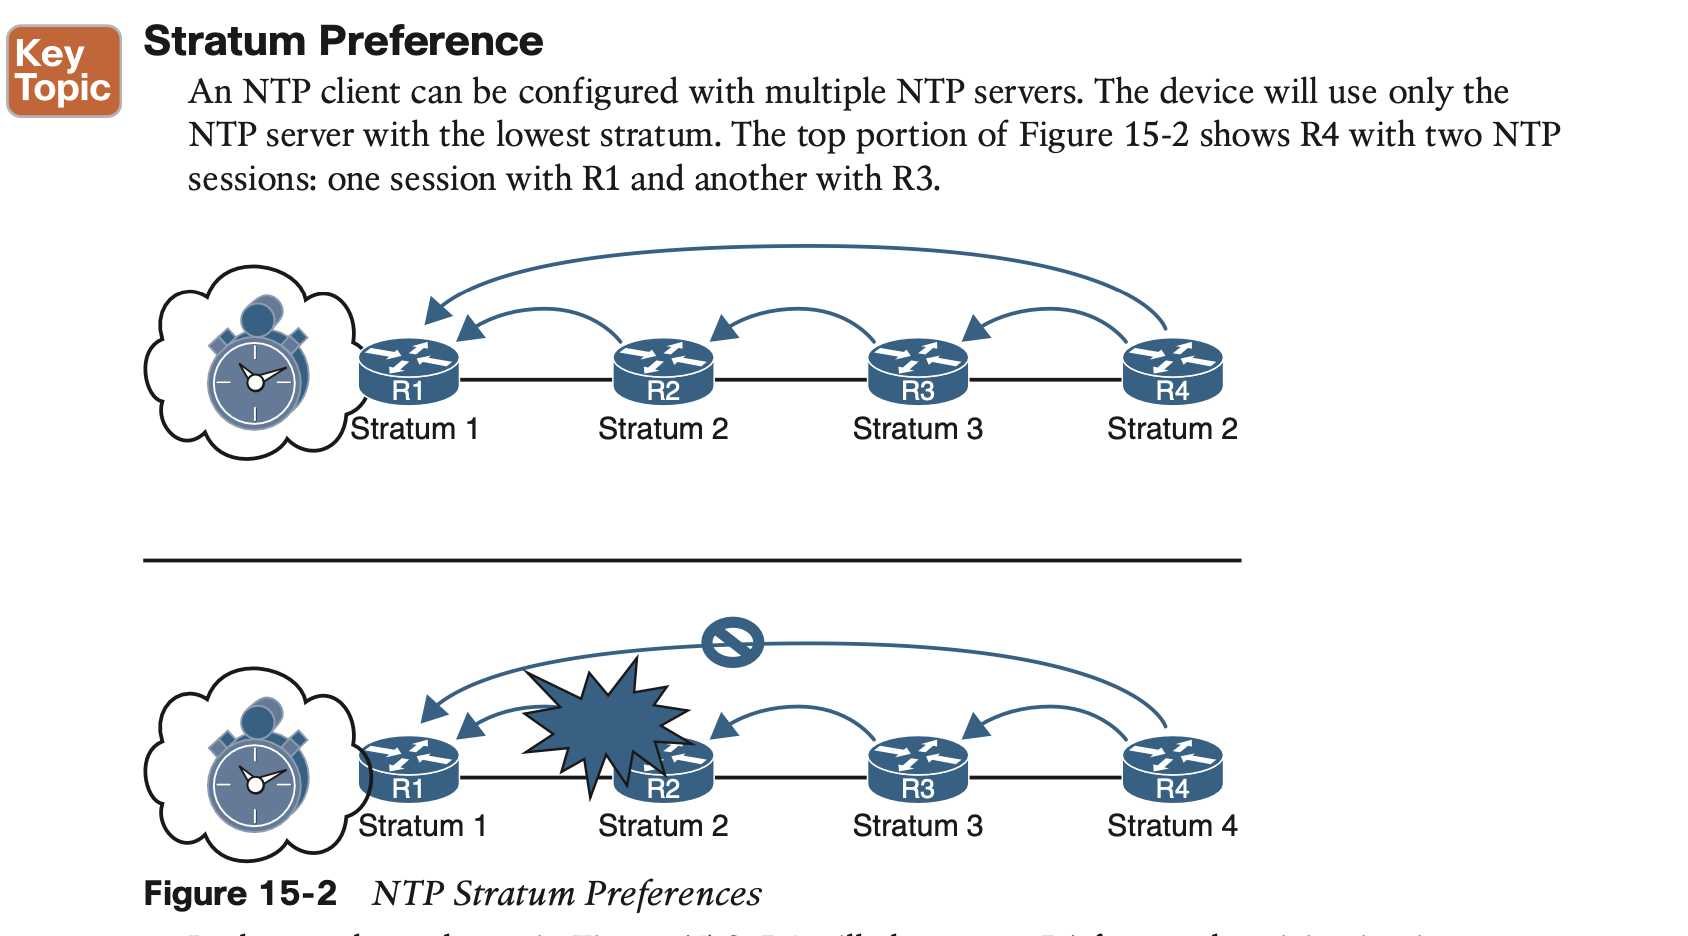 Key
Topic
Stratum Preference
An NTP client can be configured with multiple NTP servers. The device will use only the
NTP server with the lowest stratum. The top portion of Figure 15-2 shows R4 with two NTP
sessions: one session with R1 and another with R3.
R1
R2
R3
R4
Stratum 1
Stratum 2
Stratum 3
Stratum 2
R1
R2
R3
R4
Stratum 1
Stratum 2
Stratum 3
Stratum 4
Figure 15-2 NTP Stratum Preferences